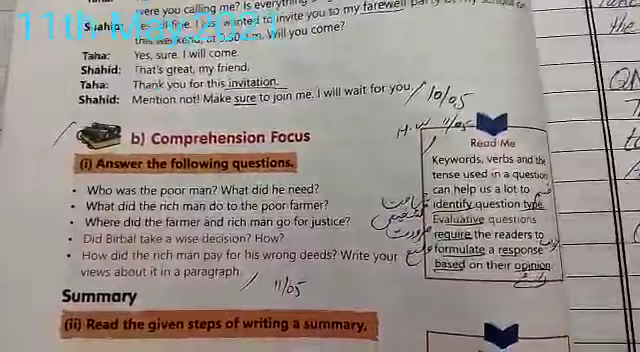 11th May 2021
were you calling me? Is everything
Shahid: all fine. I just wanted to invite you to my farewell party
this weekend, at 5:30 Will you come?
Taha: Yes, sure. I will come.
Shahid: That's great, my friend.
Taha: Thank you for this invitation.
Shahid: Mention not! Make sure to join me. I will wait for you.
10/05
H.W 11/05
b) Comprehension Focus
(i) Answer the following questions.
• Who was the poor man? What did he need?
• What did the rich man do to the poor farmer?
• Where did the farmer and rich man go for justice?
• Did Birbal take a wise decision? How?
• How did the rich man pay for his wrong deeds? Write your
views about it in a paragraph.
11/05
Read Me
Keywords, verbs and the
tense used in a question
can help us a lot to
identify question type.
Evaluative questions
require the readers to
formulate a response
based on their opinion
Summary
(ii) Read the given steps of writing a summary.